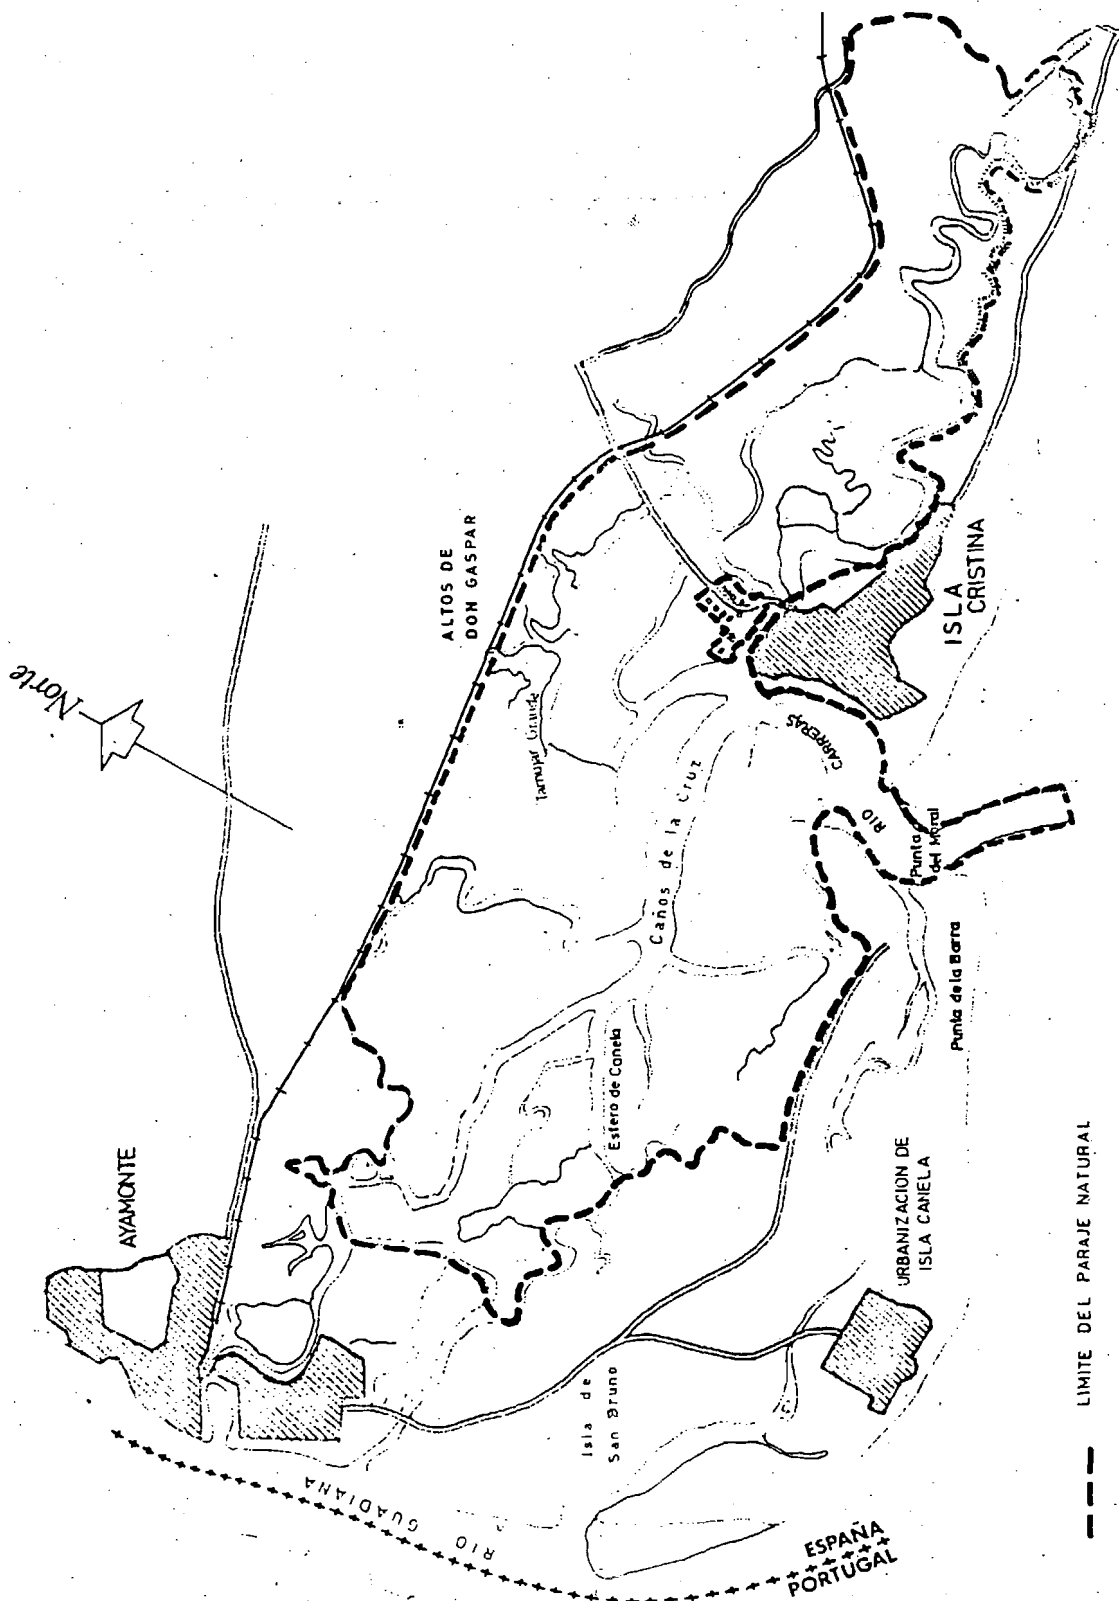 Norte
AYAMONTE
ALTOS DE
DON GASPAR
Tamujar Grande
Caños de la Cruz
Estero de Canela
CARRERAS
RIO
Punta
del Moral
Punta de la Barra
ISLA
CRISTINA
URBANIZACION DE
ISLA CANELA
Isla de
San Bruno
RIO GUADIANA
ESPAÑA
PORTUGAL
LIMITE DEL PARAJE NATURAL